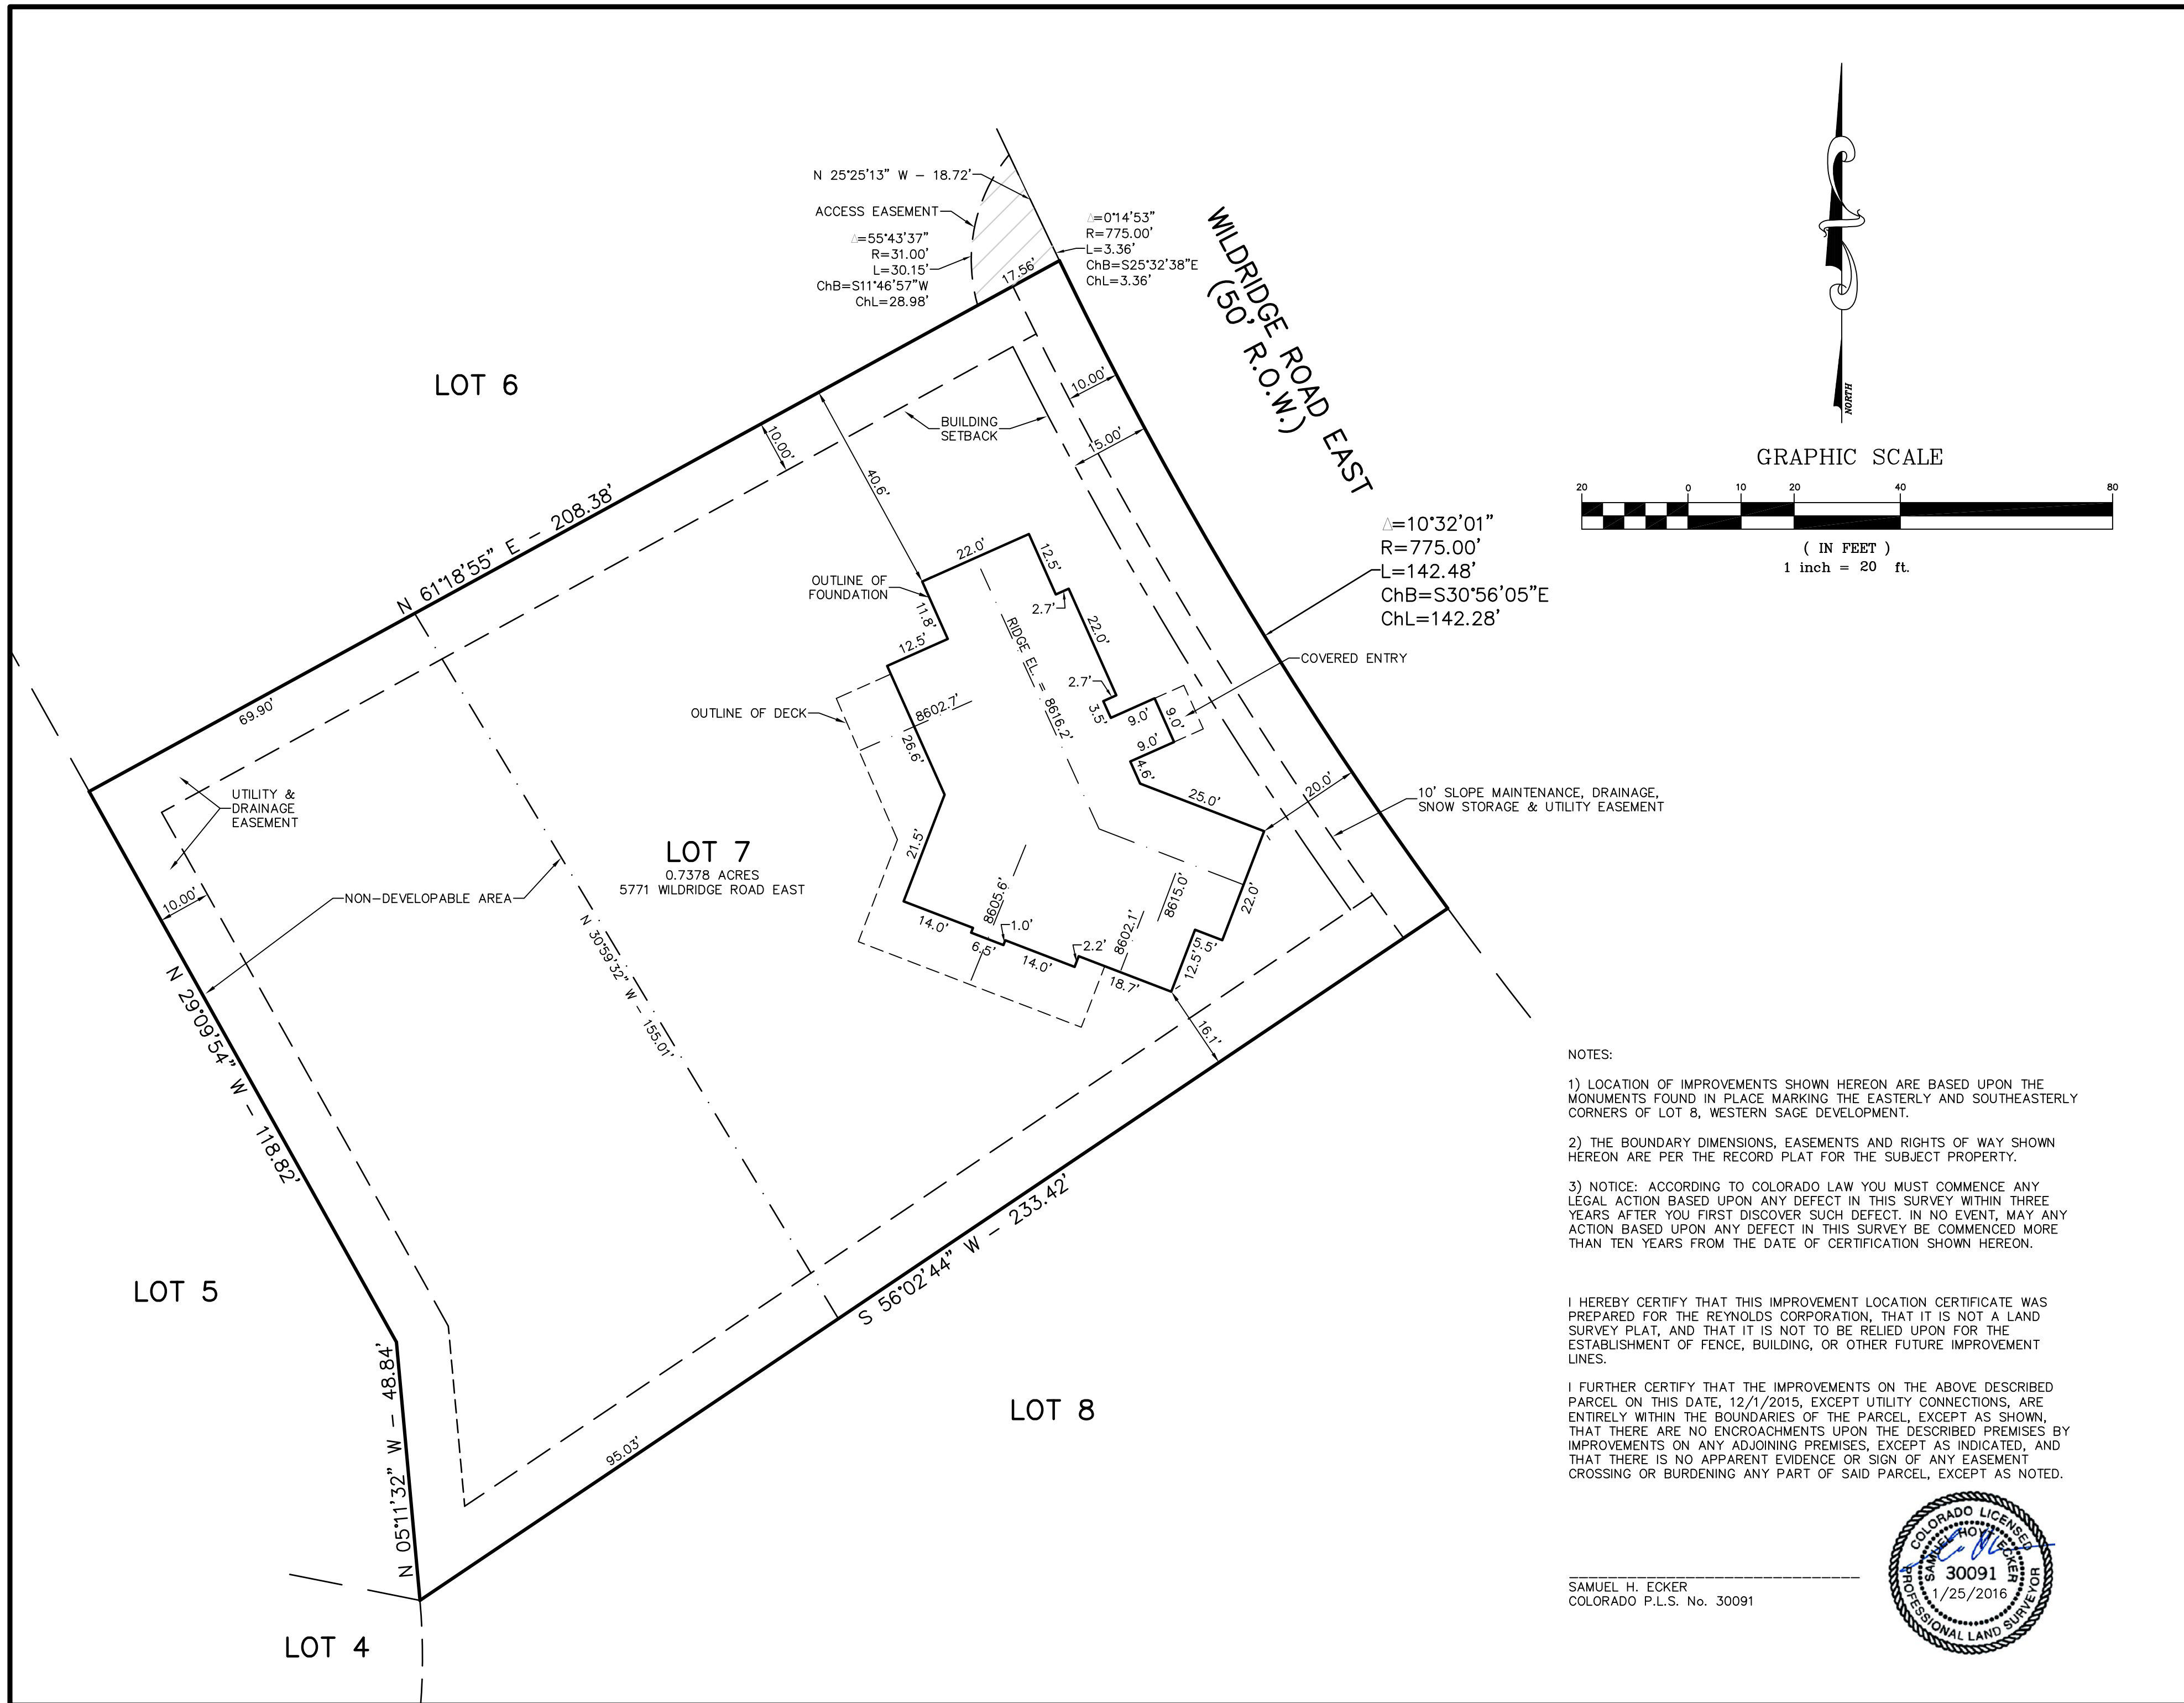 N 25°25'13" W – 18.72'
ACCESS EASEMENT
△=55°43'37"
R=31.00'
L=30.15'
ChB=S11°46'57"W
ChL=28.98'
17.56'
△=0°14'53"
R=775.00'
L=3.36'
ChB=S25°32'38"E
ChL=3.36'
WILDRIDGE ROAD EAST
(50' R.O.W.)
NORTH
GRAPHIC SCALE
20 0 10 20 40 80
( IN FEET )
1 inch = 20 ft.
LOT 6
N 61°18'55" E – 208.38'
69.90'
10.00'
40.6'
BUILDING
SETBACK
10.00'
15.00'
△=10°32'01"
R=775.00'
L=142.48'
ChB=S30°56'05"E
ChL=142.28'
OUTLINE OF
FOUNDATION
22.0'
12.5'
2.7'
22.0'
11.8'
12.5'
RIDGE EL. = 8616.2'
2.7'
3.5'
9.0'
9.0'
9.0'
4.6'
25.0'
20.0'
COVERED ENTRY
OUTLINE OF DECK
8602.7'
26.6'
21.5'
10' SLOPE MAINTENANCE, DRAINAGE,
SNOW STORAGE & UTILITY EASEMENT
UTILITY &
DRAINAGE
EASEMENT
10.00'
NON-DEVELOPABLE AREA
LOT 7
0.7378 ACRES
5771 WILDRIDGE ROAD EAST
N 30°59'32" W – 155.01'
14.0'
6.5'
8605.6'
1.0'
14.0'
2.2'
8602.1'
18.7'
8615.0'
22.0'
5.5'
12.5'
16.1'
N 29°09'54" W – 118.82'
LOT 5
N 05°11'32" W – 48.84'
S 56°02'44" W – 233.42'
95.03'
LOT 8
LOT 4
NOTES:
1) LOCATION OF IMPROVEMENTS SHOWN HEREON ARE BASED UPON THE
MONUMENTS FOUND IN PLACE MARKING THE EASTERLY AND SOUTHEASTERLY
CORNERS OF LOT 8, WESTERN SAGE DEVELOPMENT.
2) THE BOUNDARY DIMENSIONS, EASEMENTS AND RIGHTS OF WAY SHOWN
HEREON ARE PER THE RECORD PLAT FOR THE SUBJECT PROPERTY.
3) NOTICE: ACCORDING TO COLORADO LAW YOU MUST COMMENCE ANY
LEGAL ACTION BASED UPON ANY DEFECT IN THIS SURVEY WITHIN THREE
YEARS AFTER YOU FIRST DISCOVER SUCH DEFECT. IN NO EVENT, MAY ANY
ACTION BASED UPON ANY DEFECT IN THIS SURVEY BE COMMENCED MORE
THAN TEN YEARS FROM THE DATE OF CERTIFICATION SHOWN HEREON.
I HEREBY CERTIFY THAT THIS IMPROVEMENT LOCATION CERTIFICATE WAS
PREPARED FOR THE REYNOLDS CORPORATION, THAT IT IS NOT A LAND
SURVEY PLAT, AND THAT IT IS NOT TO BE RELIED UPON FOR THE
ESTABLISHMENT OF FENCE, BUILDING, OR OTHER FUTURE IMPROVEMENT
LINES.
I FURTHER CERTIFY THAT THE IMPROVEMENTS ON THE ABOVE DESCRIBED
PARCEL ON THIS DATE, 12/1/2015, EXCEPT UTILITY CONNECTIONS, ARE
ENTIRELY WITHIN THE BOUNDARIES OF THE PARCEL, EXCEPT AS SHOWN,
THAT THERE ARE NO ENCROACHMENTS UPON THE DESCRIBED PREMISES BY
IMPROVEMENTS ON ANY ADJOINING PREMISES, EXCEPT AS INDICATED, AND
THAT THERE IS NO APPARENT EVIDENCE OR SIGN OF ANY EASEMENT
CROSSING OR BURDENING ANY PART OF SAID PARCEL, EXCEPT AS NOTED.
SAMUEL H. ECKER
COLORADO P.L.S. No. 30091
COLORADO LICENSED
SAMUEL HOYT ECKER
30091
1/25/2016
PROFESSIONAL LAND SURVEYOR